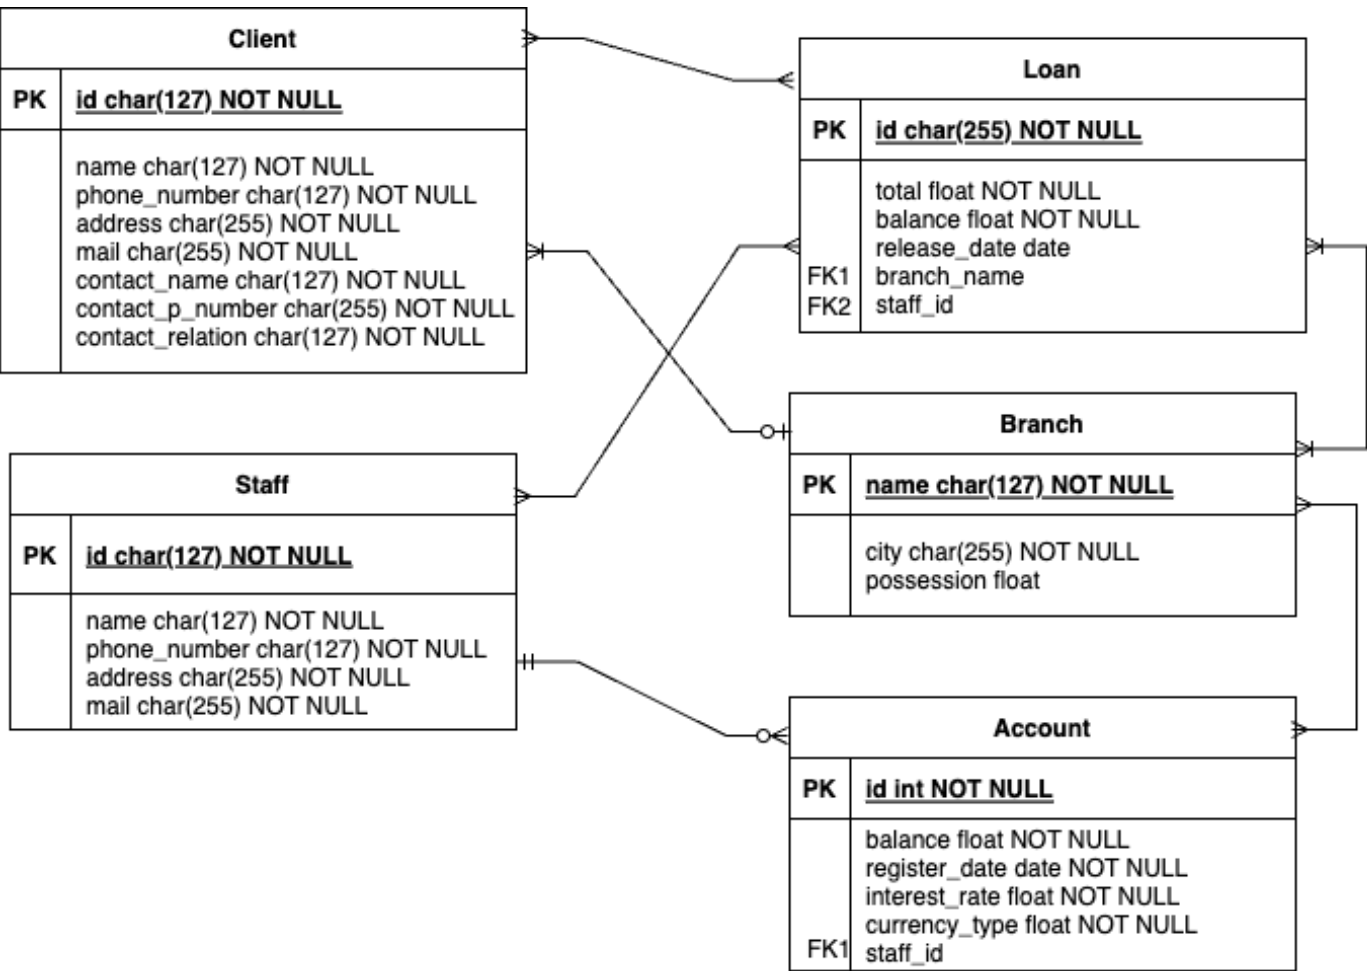 Client
PK id char(127) NOT NULL
name char(127) NOT NULL
phone_number char(127) NOT NULL
address char(255) NOT NULL
mail char(255) NOT NULL
contact_name char(127) NOT NULL
contact_p_number char(255) NOT NULL
contact_relation char(127) NOT NULL
Loan
PK id char(255) NOT NULL
total float NOT NULL
balance float NOT NULL
release_date date
FK1 branch_name
FK2 staff_id
Staff
PK id char(127) NOT NULL
name char(127) NOT NULL
phone_number char(127) NOT NULL
address char(255) NOT NULL
mail char(255) NOT NULL
Branch
PK name char(127) NOT NULL
city char(255) NOT NULL
possession float
Account
PK id int NOT NULL
balance float NOT NULL
register_date date NOT NULL
interest_rate float NOT NULL
currency_type float NOT NULL
FK1 staff_id